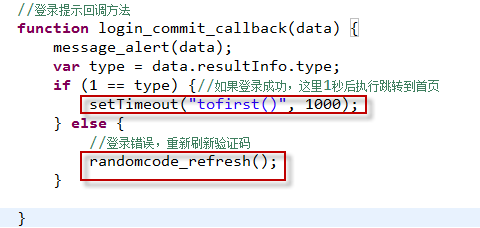 //登录提示回调方法
function login_commit_callback(data) {
message_alert(data);
var type = data.resultInfo.type;
if (1 == type) {//如果登录成功，这里1秒后执行跳转到首页
setTimeout("tofirst()", 1000);
} else {
//登录错误，重新刷新验证码
randomcode_refresh();
}
}